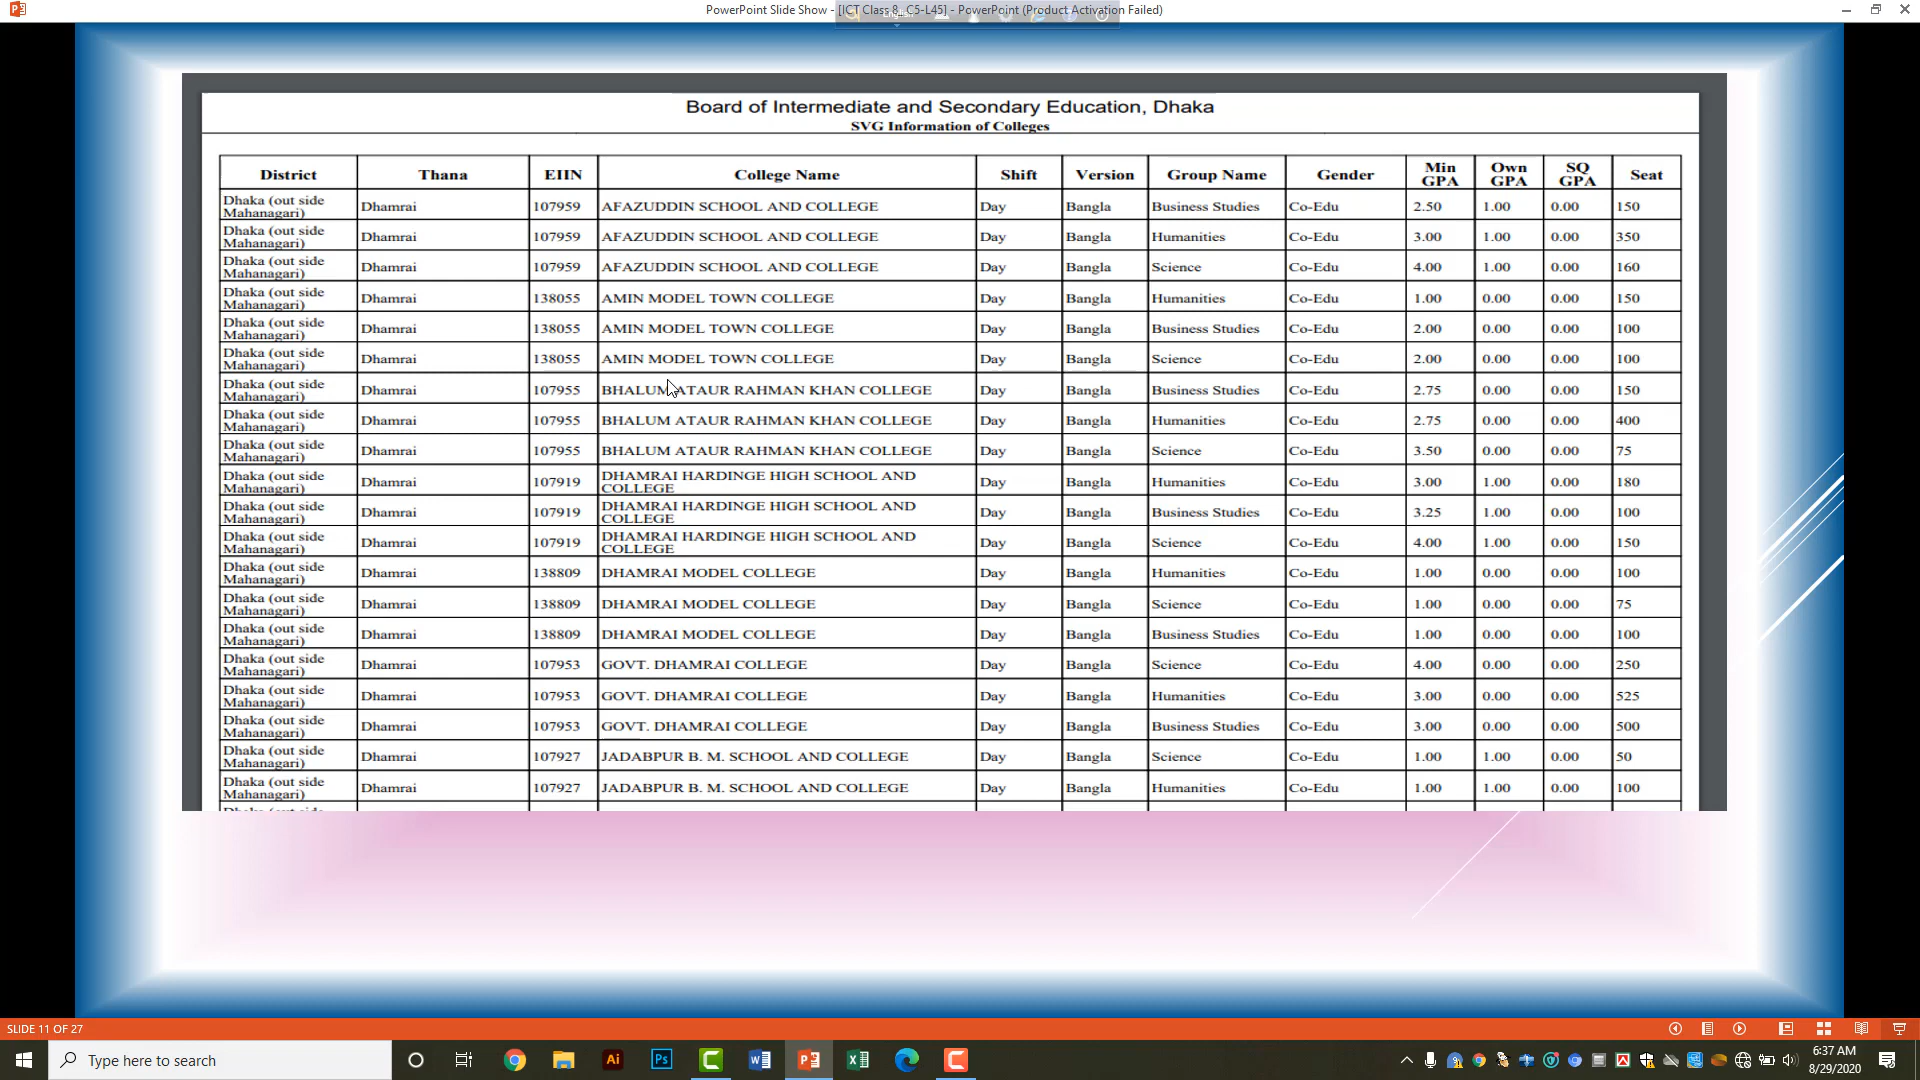 PowerPoint Slide Show - [ICT Class 8_C5-L45] - PowerPoint (Product Activation Failed)
Board of Intermediate and Secondary Education, Dhaka
SVG Information of Colleges
District Thana EIIN College Name Shift Version Group Name Gender Min GPA Own GPA SQ GPA Seat
Dhaka (out side Mahanagari) Dhamrai 107959 AFAZUDDIN SCHOOL AND COLLEGE Day Bangla Business Studies Co-Edu 2.50 1.00 0.00 150
Dhaka (out side Mahanagari) Dhamrai 107959 AFAZUDDIN SCHOOL AND COLLEGE Day Bangla Humanities Co-Edu 3.00 1.00 0.00 350
Dhaka (out side Mahanagari) Dhamrai 107959 AFAZUDDIN SCHOOL AND COLLEGE Day Bangla Science Co-Edu 4.00 1.00 0.00 160
Dhaka (out side Mahanagari) Dhamrai 138055 AMIN MODEL TOWN COLLEGE Day Bangla Humanities Co-Edu 1.00 0.00 0.00 150
Dhaka (out side Mahanagari) Dhamrai 138055 AMIN MODEL TOWN COLLEGE Day Bangla Business Studies Co-Edu 2.00 0.00 0.00 100
Dhaka (out side Mahanagari) Dhamrai 138055 AMIN MODEL TOWN COLLEGE Day Bangla Science Co-Edu 2.00 0.00 0.00 100
Dhaka (out side Mahanagari) Dhamrai 107955 BHALUM ATAUR RAHMAN KHAN COLLEGE Day Bangla Business Studies Co-Edu 2.75 0.00 0.00 150
Dhaka (out side Mahanagari) Dhamrai 107955 BHALUM ATAUR RAHMAN KHAN COLLEGE Day Bangla Humanities Co-Edu 2.75 0.00 0.00 400
Dhaka (out side Mahanagari) Dhamrai 107955 BHALUM ATAUR RAHMAN KHAN COLLEGE Day Bangla Science Co-Edu 3.50 0.00 0.00 75
Dhaka (out side Mahanagari) Dhamrai 107919 DHAMRAI HARDINGE HIGH SCHOOL AND COLLEGE Day Bangla Humanities Co-Edu 3.00 1.00 0.00 180
Dhaka (out side Mahanagari) Dhamrai 107919 DHAMRAI HARDINGE HIGH SCHOOL AND COLLEGE Day Bangla Business Studies Co-Edu 3.25 1.00 0.00 100
Dhaka (out side Mahanagari) Dhamrai 107919 DHAMRAI HARDINGE HIGH SCHOOL AND COLLEGE Day Bangla Science Co-Edu 4.00 1.00 0.00 150
Dhaka (out side Mahanagari) Dhamrai 138809 DHAMRAI MODEL COLLEGE Day Bangla Humanities Co-Edu 1.00 0.00 0.00 100
Dhaka (out side Mahanagari) Dhamrai 138809 DHAMRAI MODEL COLLEGE Day Bangla Science Co-Edu 1.00 0.00 0.00 75
Dhaka (out side Mahanagari) Dhamrai 138809 DHAMRAI MODEL COLLEGE Day Bangla Business Studies Co-Edu 1.00 0.00 0.00 100
Dhaka (out side Mahanagari) Dhamrai 107953 GOVT. DHAMRAI COLLEGE Day Bangla Science Co-Edu 4.00 0.00 0.00 250
Dhaka (out side Mahanagari) Dhamrai 107953 GOVT. DHAMRAI COLLEGE Day Bangla Humanities Co-Edu 3.00 0.00 0.00 525
Dhaka (out side Mahanagari) Dhamrai 107953 GOVT. DHAMRAI COLLEGE Day Bangla Business Studies Co-Edu 3.00 0.00 0.00 500
Dhaka (out side Mahanagari) Dhamrai 107927 JADABPUR B. M. SCHOOL AND COLLEGE Day Bangla Science Co-Edu 1.00 1.00 0.00 50
Dhaka (out side Mahanagari) Dhamrai 107927 JADABPUR B. M. SCHOOL AND COLLEGE Day Bangla Humanities Co-Edu 1.00 1.00 0.00 100
SLIDE 11 OF 27
Type here to search
Ai
Ps
6:37 AM
8/29/2020